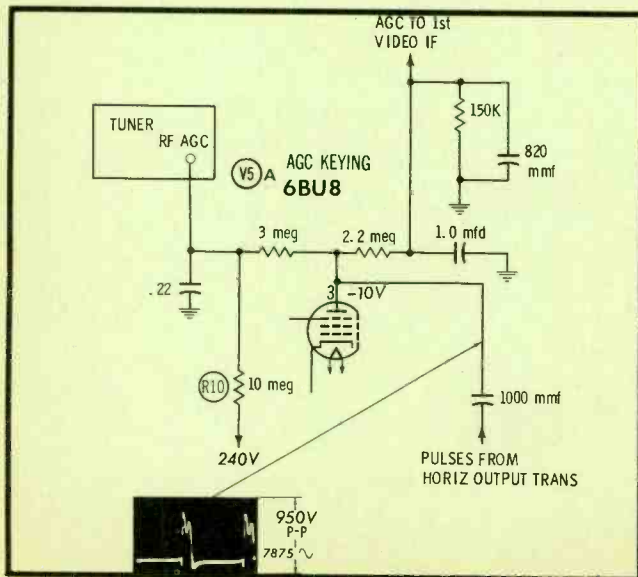 AGC TO 1st
VIDEO IF
TUNER
RF AGC
150K
820
mmf
V5 A
AGC KEYING
6BU8
3 meg
2.2 meg
1.0 mfd
.22
3
-10V
R10
10 meg
1000 mmf
240V
PULSES FROM
HORIZ OUTPUT TRANS
950V
P-P
7875 ∿